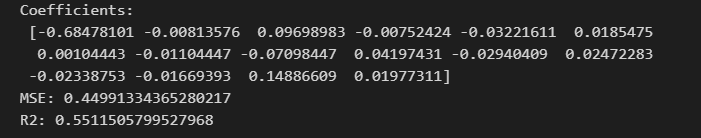 Coefficients:
[-0.68478101 -0.00813576 0.09698983 -0.00752424 -0.03221611 0.0185475
0.00104443 -0.01104447 -0.07098447 0.04197431 -0.02940409 0.02472283
-0.02338753 -0.01669393 0.14886609 0.01977311]
MSE: 0.44991334365280217
R2: 0.5511505799527968